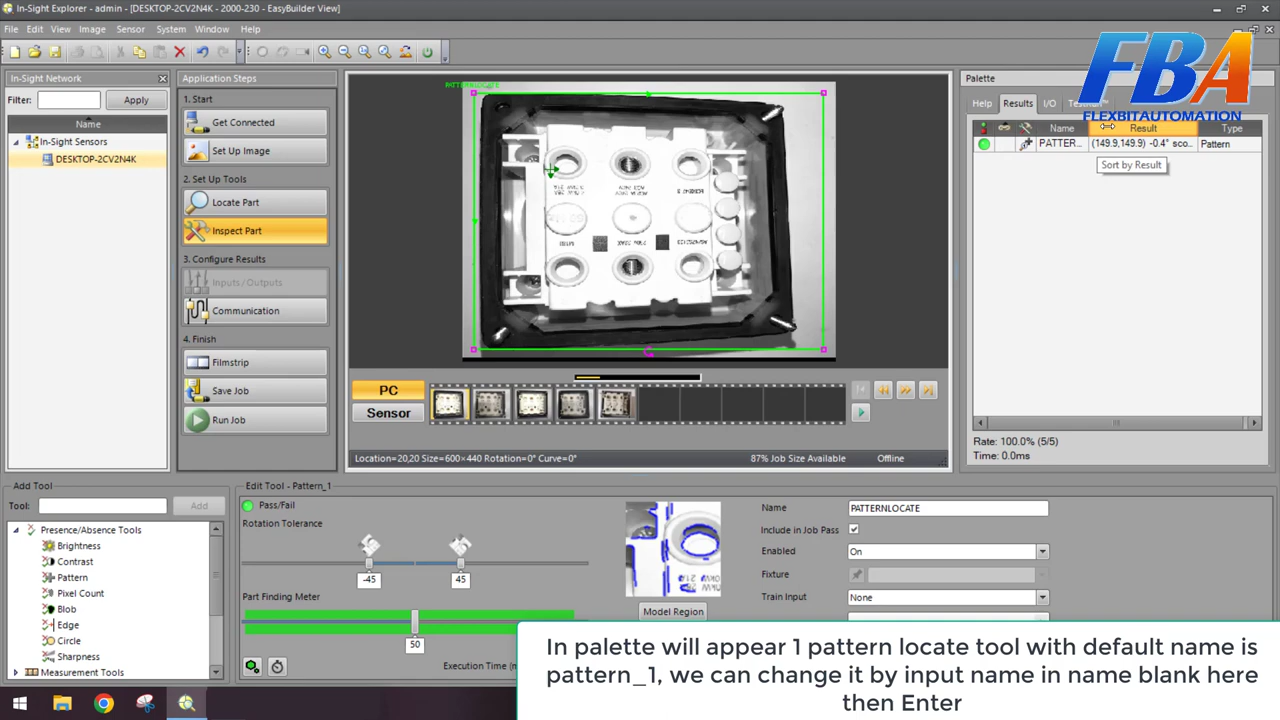 In-Sight Explorer - admin - [DESKTOP-2CV2N4K - 2000-230 - EasyBuilder View]
File Edit View Image Sensor System Window Help
FBA
FLEXBITAUTOMATION
In-Sight Network
Filter: Apply
Name
In-Sight Sensors
DESKTOP-2CV2N4K
Application Steps
1. Start
Get Connected
Set Up Image
2. Set Up Tools
Locate Part
Inspect Part
3. Configure Results
Inputs / Outputs
Communication
4. Finish
Filmstrip
Save Job
Run Job
PATTERNLOCATE
PC
Sensor
Location=20,20 Size=600×440 Rotation=0° Curve=0°
87% Job Size Available
Offline
Palette
Help Results I/O
Name Result Type
PATTER... (149.9,149.9) -0.4° sco... Pattern
Sort by Result
Rate: 100.0% (5/5)
Time: 0.0ms
Add Tool
Tool: Add
Presence/Absence Tools
Brightness
Contrast
Pattern
Pixel Count
Blob
Edge
Circle
Sharpness
Measurement Tools
Edit Tool - Pattern_1
Pass/Fail
Rotation Tolerance
-45 45
Part Finding Meter
50
Execution Time (m
Model Region
Name PATTERNLOCATE
Include in Job Pass
Enabled On
Fixture
Train Input None
In palette will appear 1 pattern locate tool with default name is
pattern_1, we can change it by input name in name blank here
then Enter